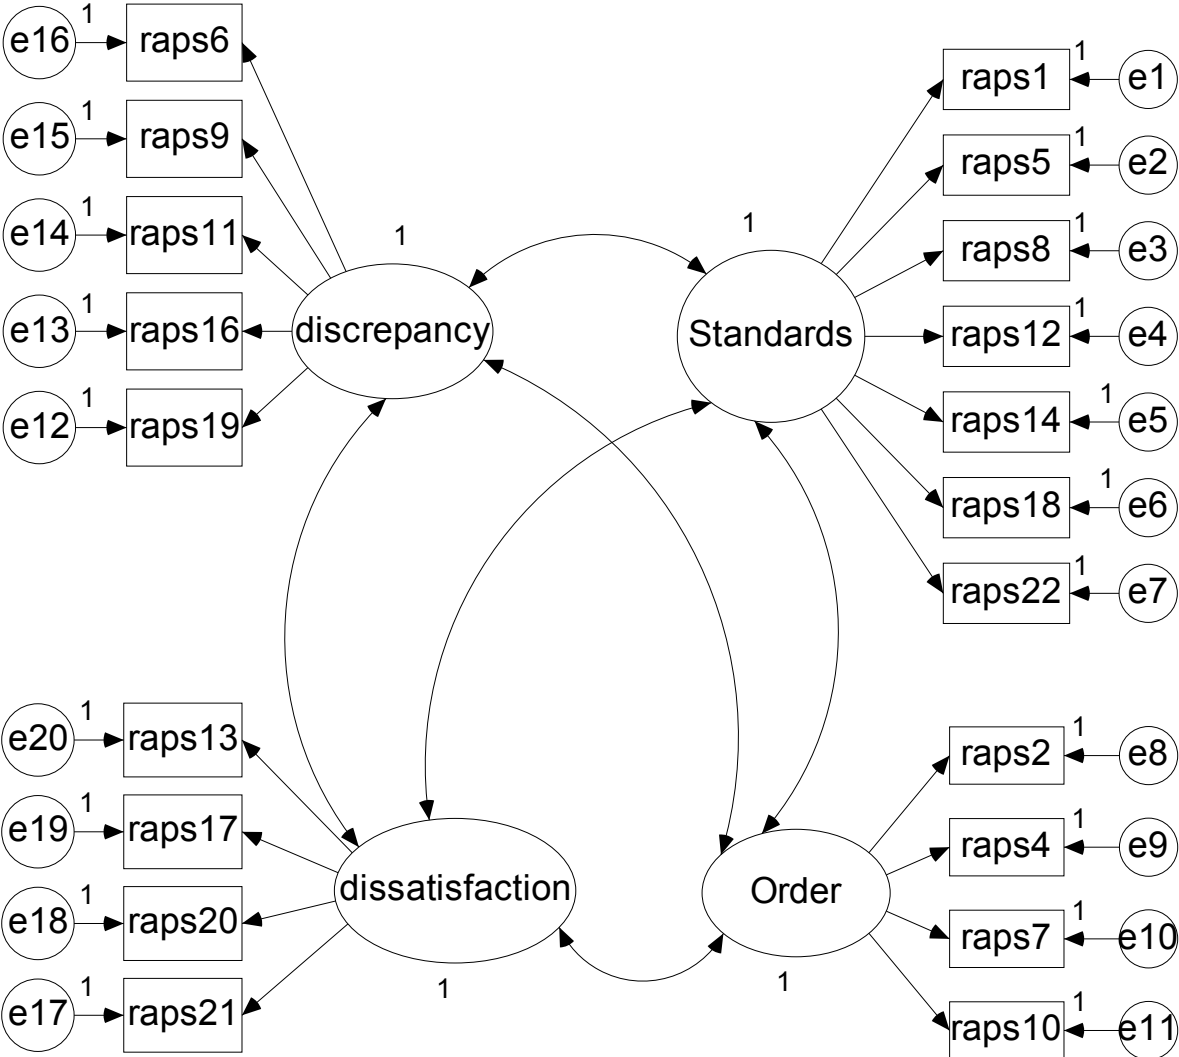 1
e16 raps6
1
e15 raps9
1
e14 raps11
1
e13 raps16
1
e12 raps19
1
discrepancy
1
Standards
1
raps1 e1
1
raps5 e2
1
raps8 e3
1
raps12 e4
1
raps14 e5
1
raps18 e6
1
raps22 e7
1
e20 raps13
1
e19 raps17
1
e18 raps20
1
e17 raps21
dissatisfaction
1
Order
1
1
raps2 e8
1
raps4 e9
1
raps7 e10
1
raps10 e11